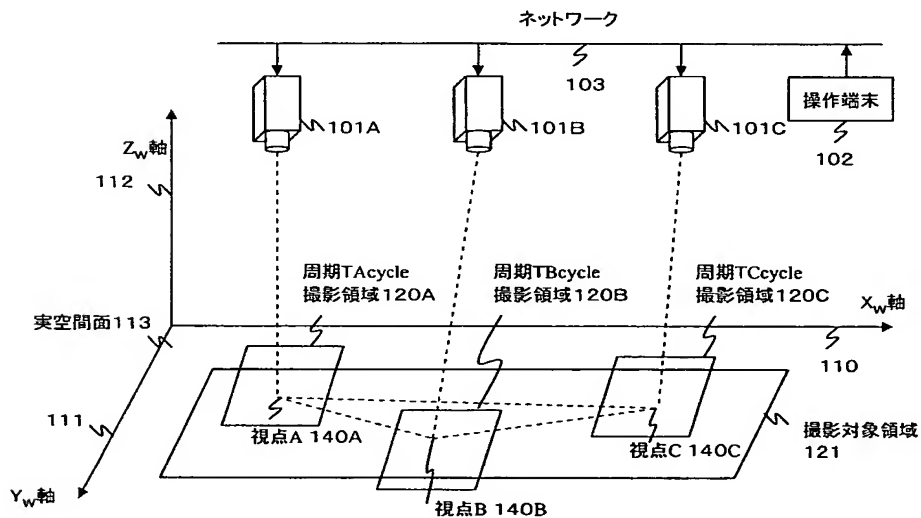 ネットワーク
103
操作端末
102
101A
101B
101C
ZW軸
112
周期TAcycle
撮影領域120A
周期TBcycle
撮影領域120B
周期TCcycle
撮影領域120C
XW軸
実空間面113
110
111
視点A 140A
視点C 140C
撮影対象領域
121
YW軸
視点B 140B